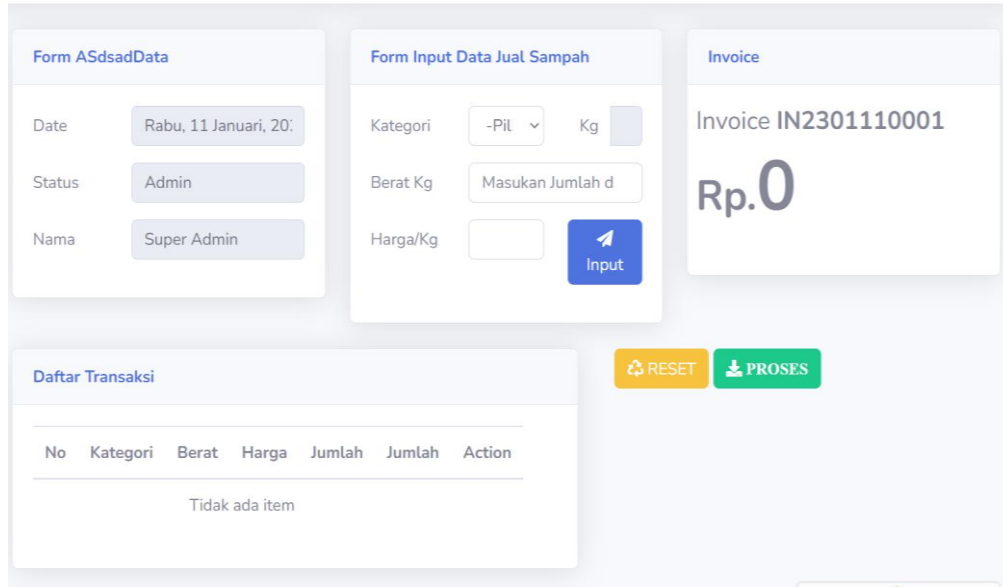 Form ASdsadData
Date
Rabu, 11 Januari, 20
Status
Admin
Nama
Super Admin
Form Input Data Jual Sampah
Kategori
-Pil
Kg
Berat Kg
Masukan Jumlah d
Harga/Kg
Input
Invoice
Invoice IN2301110001
Rp.0
Daftar Transaksi
No Kategori Berat Harga Jumlah Jumlah Action
Tidak ada item
RESET
PROSES